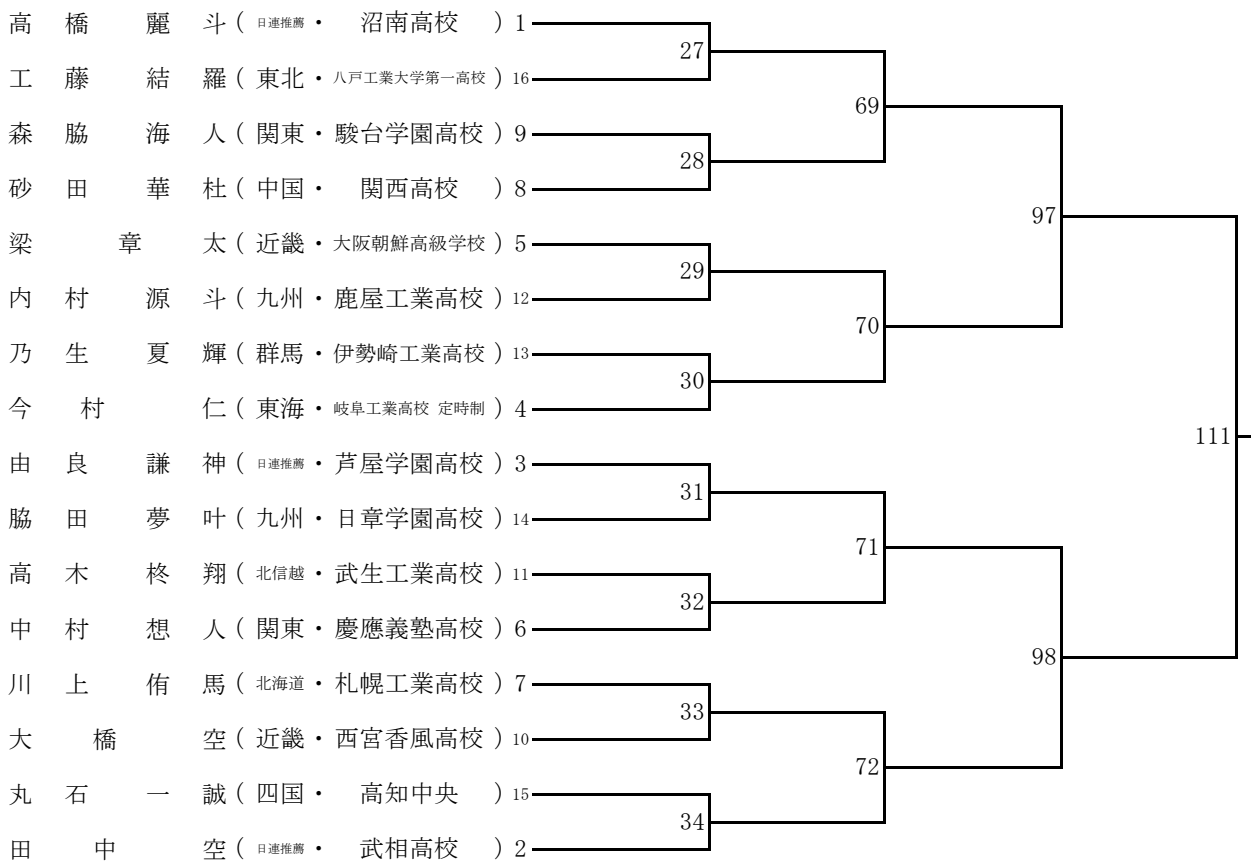 高橋麗斗(日連推薦・沼南高校)1
27
工藤結羅(東北・八戸工業大学第一高校)16
69
森脇海人(関東・駿台学園高校)9
28
砂田華杜(中国・関西高校)8
97
梁章太(近畿・大阪朝鮮高級学校)5
29
内村源斗(九州・鹿屋工業高校)12
70
乃生夏輝(群馬・伊勢崎工業高校)13
30
今村仁(東海・岐阜工業高校 定時制)4
111
由良謙神(日連推薦・芦屋学園高校)3
31
脇田夢叶(九州・日章学園高校)14
71
高木柊翔(北信越・武生工業高校)11
32
中村想人(関東・慶應義塾高校)6
98
川上侑馬(北海道・札幌工業高校)7
33
大橋空(近畿・西宮香風高校)10
72
丸石一誠(四国・高知中央)15
34
田中空(日連推薦・武相高校)2